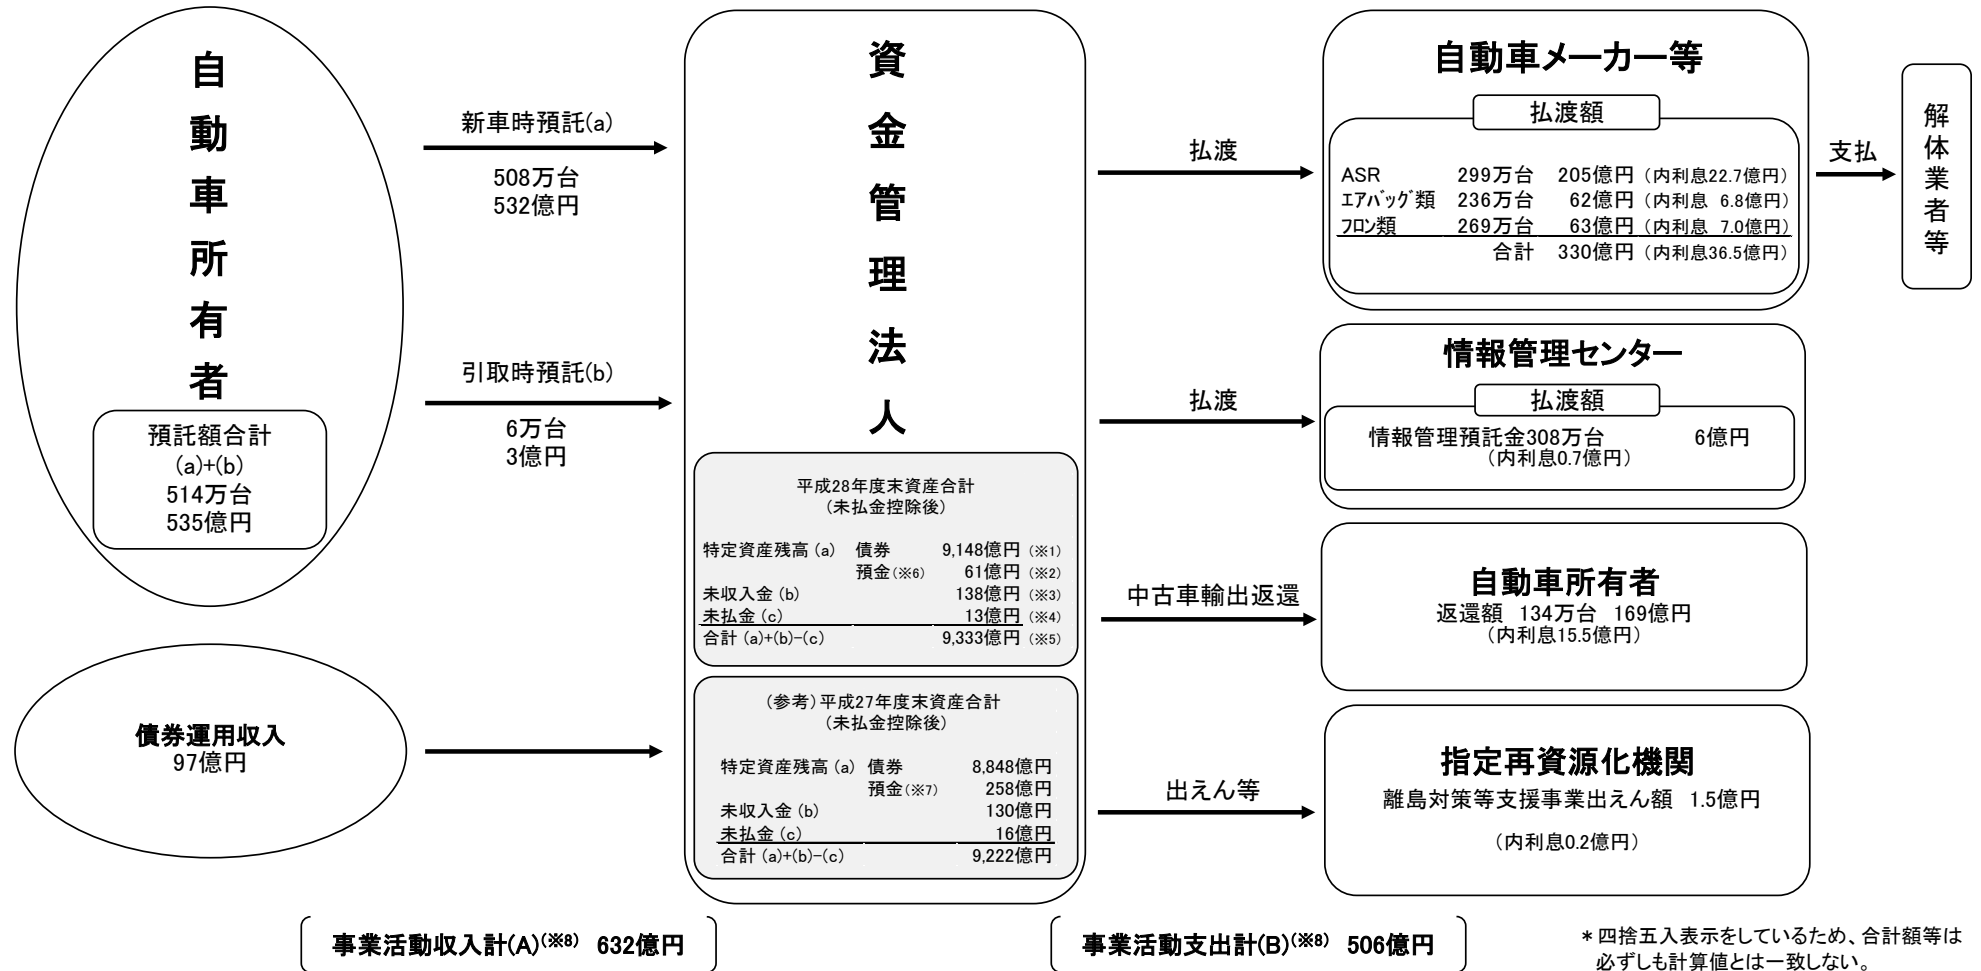 自動車所有者
預託額合計
(a)+(b)
514万台
535億円
債券運用収入
97億円
新車時預託(a)
508万台
532億円
引取時預託(b)
6万台
3億円
資金管理法人
平成28年度末資産合計
(未払金控除後)
特定資産残高 (a) 債券 9,148億円 (※1)
預金(※6) 61億円 (※2)
未収入金 (b) 138億円 (※3)
未払金 (c) 13億円 (※4)
合計 (a)+(b)-(c) 9,333億円 (※5)
(参考)平成27年度末資産合計
(未払金控除後)
特定資産残高 (a) 債券 8,848億円
預金(※7) 258億円
未収入金 (b) 130億円
未払金 (c) 16億円
合計 (a)+(b)-(c) 9,222億円
払渡
自動車メーカー等
払渡額
ASR 299万台 205億円 (内利息22.7億円)
エアバッグ類 236万台 62億円 (内利息 6.8億円)
フロン類 269万台 63億円 (内利息 7.0億円)
合計 330億円 (内利息36.5億円)
支払
解体業者等
払渡
情報管理センター
払渡額
情報管理預託金308万台 6億円
(内利息0.7億円)
中古車輸出返還
自動車所有者
返還額 134万台 169億円
(内利息15.5億円)
出えん等
指定再資源化機関
離島対策等支援事業出えん額 1.5億円
(内利息0.2億円)
事業活動収入計(A)(※8) 632億円
事業活動支出計(B)(※8) 506億円
＊四捨五入表示をしているため、合計額等は
必ずしも計算値とは一致しない。